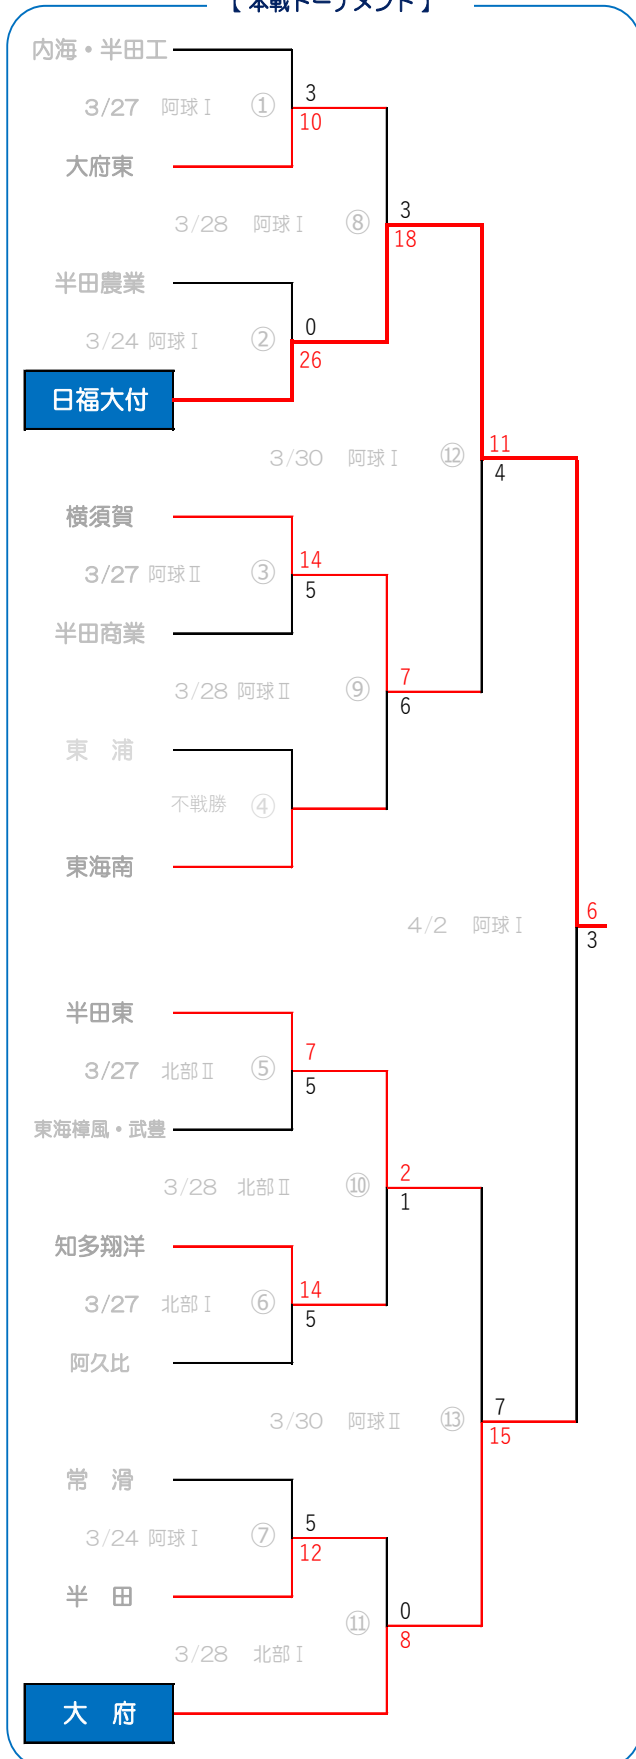 【 本戦トーナメント 】
内海・半田工
3
3/27 阿球Ⅰ ①
10
大府東
3
3/28 阿球Ⅰ ⑧
18
半田農業
0
3/24 阿球Ⅰ ②
26
日福大付
11
3/30 阿球Ⅰ ⑫
4
横須賀
14
3/27 阿球Ⅱ ③
5
半田商業
7
3/28 阿球Ⅱ ⑨
6
東 浦
不戦勝 ④
東海南
6
4/2 阿球Ⅰ
3
半田東
7
3/27 北部Ⅱ ⑤
5
東海樟風・武豊
2
3/28 北部Ⅱ ⑩
1
知多翔洋
14
3/27 北部Ⅰ ⑥
5
阿久比
7
3/30 阿球Ⅱ ⑬
15
常 滑
5
3/24 阿球Ⅰ ⑦
12
半 田
0
⑪
8
3/28 北部Ⅰ
大 府